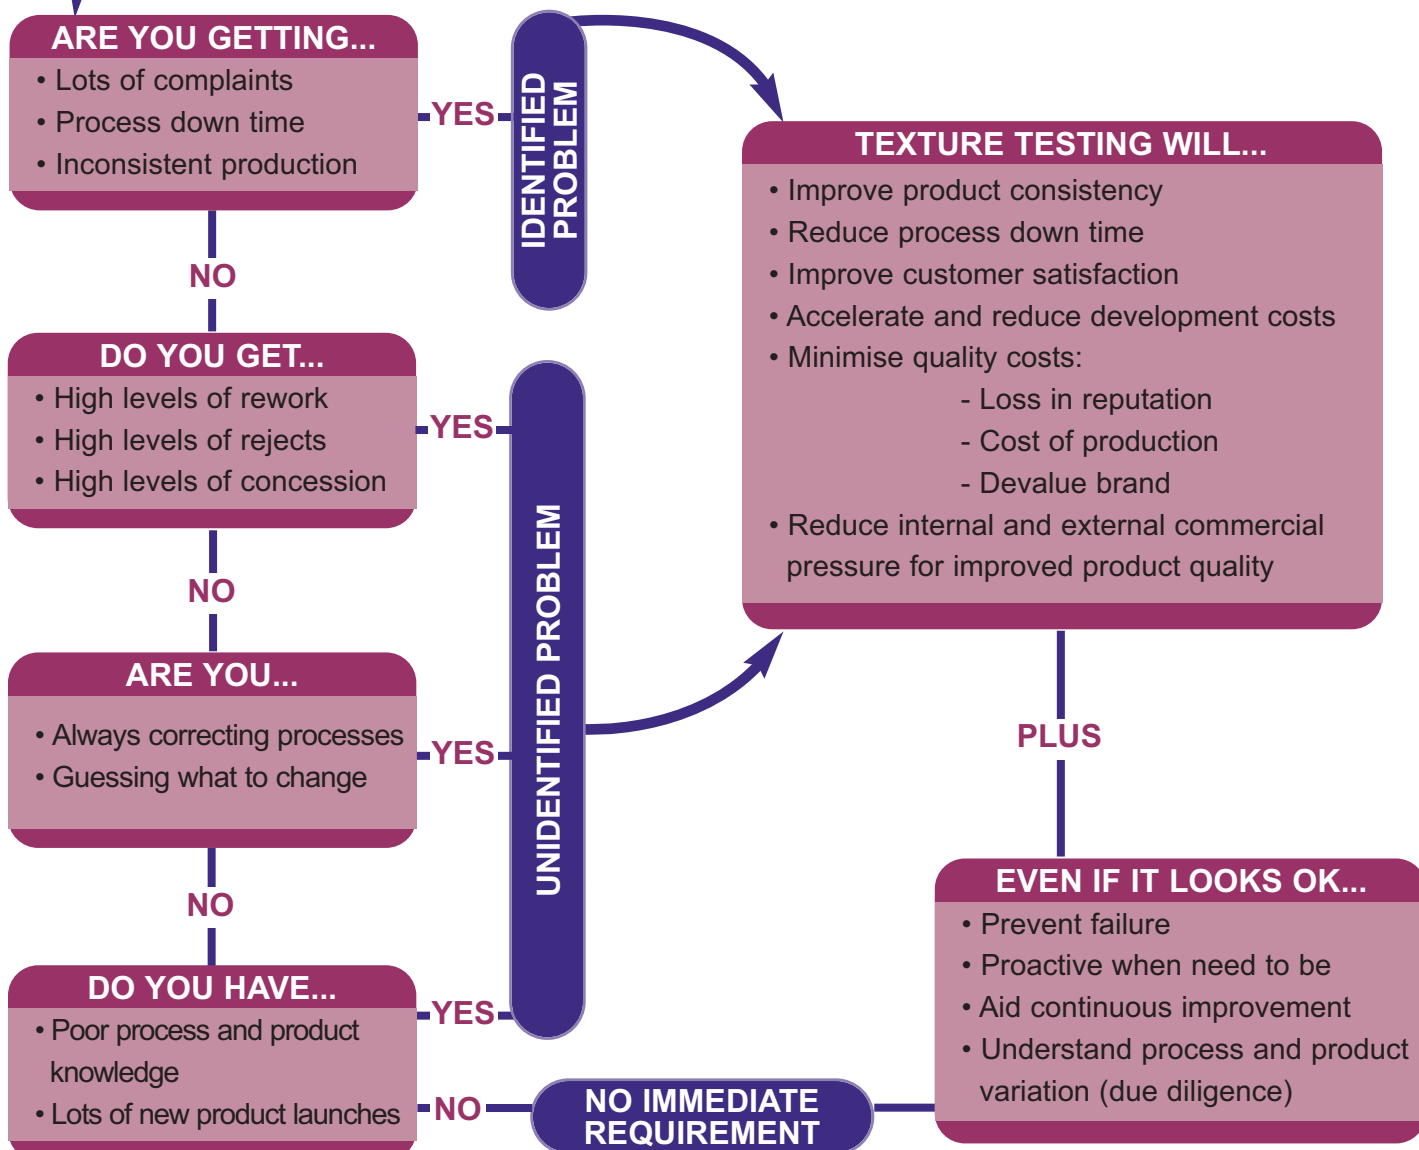 ARE YOU GETTING...
• Lots of complaints
• Process down time
• Inconsistent production
YES
IDENTIFIED
PROBLEM
NO
DO YOU GET...
• High levels of rework
• High levels of rejects
• High levels of concession
YES
NO
ARE YOU...
• Always correcting processes
• Guessing what to change
YES
UNIDENTIFIED PROBLEM
NO
DO YOU HAVE...
• Poor process and product
knowledge
• Lots of new product launches
YES
NO
NO IMMEDIATE
REQUIREMENT
TEXTURE TESTING WILL...
• Improve product consistency
• Reduce process down time
• Improve customer satisfaction
• Accelerate and reduce development costs
• Minimise quality costs:
- Loss in reputation
- Cost of production
- Devalue brand
• Reduce internal and external commercial
pressure for improved product quality
PLUS
EVEN IF IT LOOKS OK...
• Prevent failure
• Proactive when need to be
• Aid continuous improvement
• Understand process and product
variation (due diligence)